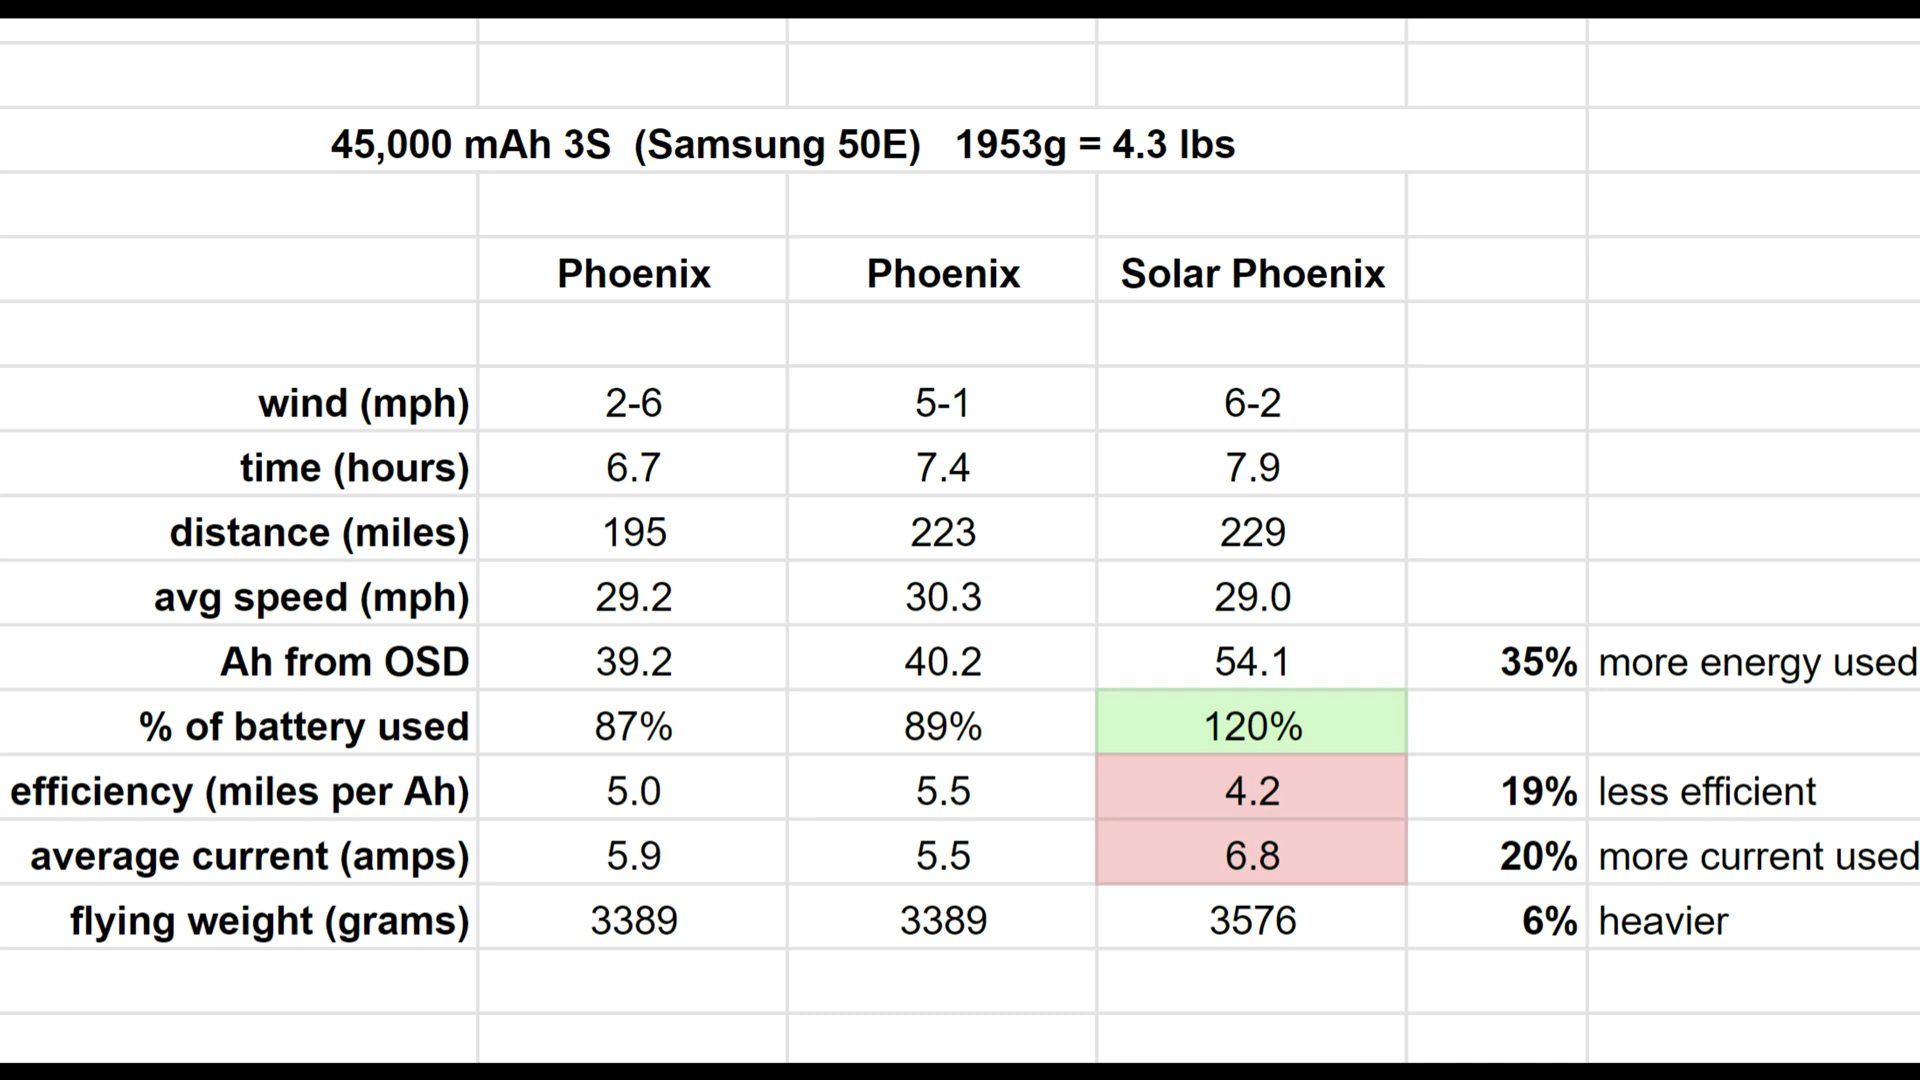 45,000 mAh 3S (Samsung 50E) 1953g = 4.3 lbs
Phoenix Phoenix Solar Phoenix
wind (mph) 2-6 5-1 6-2
time (hours) 6.7 7.4 7.9
distance (miles) 195 223 229
avg speed (mph) 29.2 30.3 29.0
Ah from OSD 39.2 40.2 54.1 35% more energy used
% of battery used 87% 89% 120%
efficiency (miles per Ah) 5.0 5.5 4.2 19% less efficient
average current (amps) 5.9 5.5 6.8 20% more current used
flying weight (grams) 3389 3389 3576 6% heavier